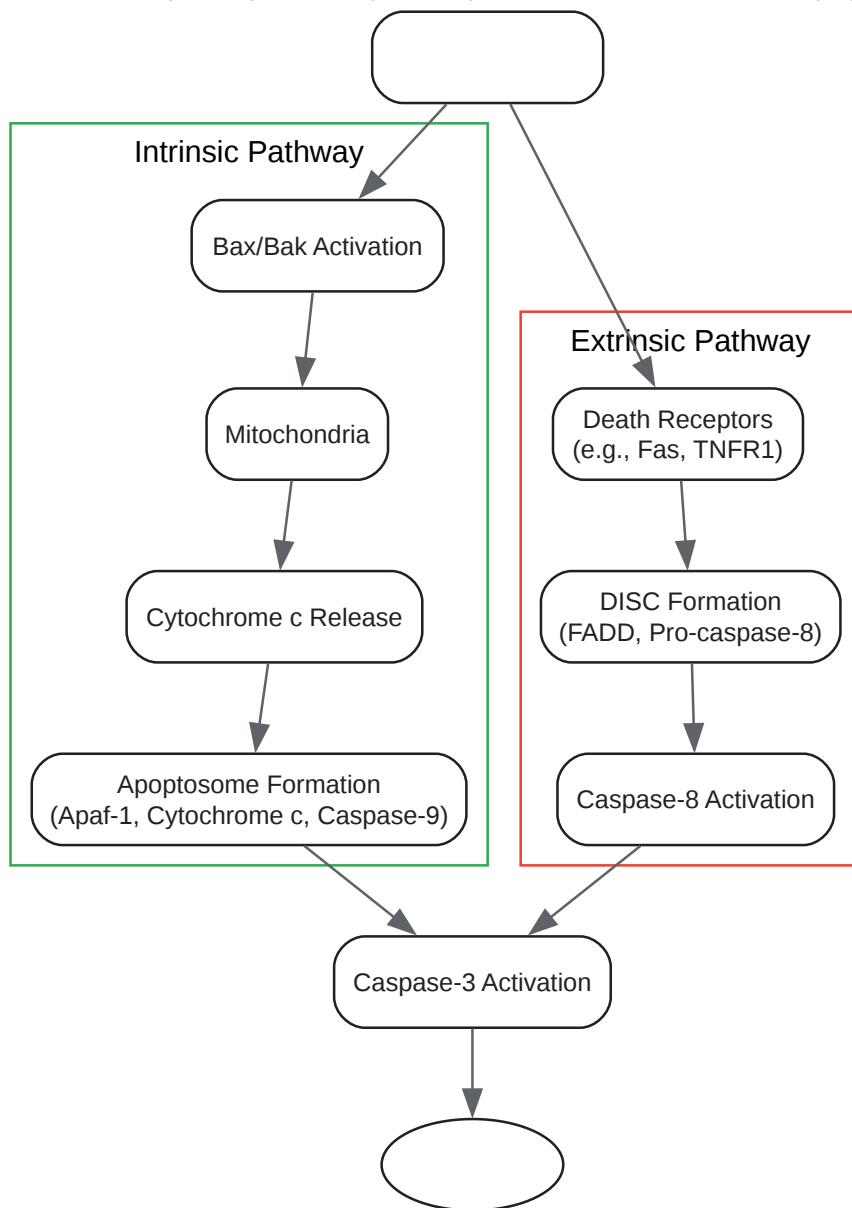 Intrinsic Pathway
Bax/Bak Activation
Mitochondria
Cytochrome c Release
Apoptosome Formation
(Apaf-1, Cytochrome c, Caspase-9)
Extrinsic Pathway
Death Receptors
(e.g., Fas, TNFR1)
DISC Formation
(FADD, Pro-caspase-8)
Caspase-8 Activation
Caspase-3 Activation